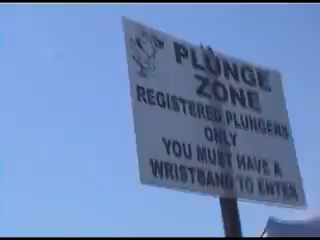 PLUNGE
ZONE
REGISTERED PLUNGERS
ONLY
YOU MUST HAVE A
WRISTBAND TO ENTER